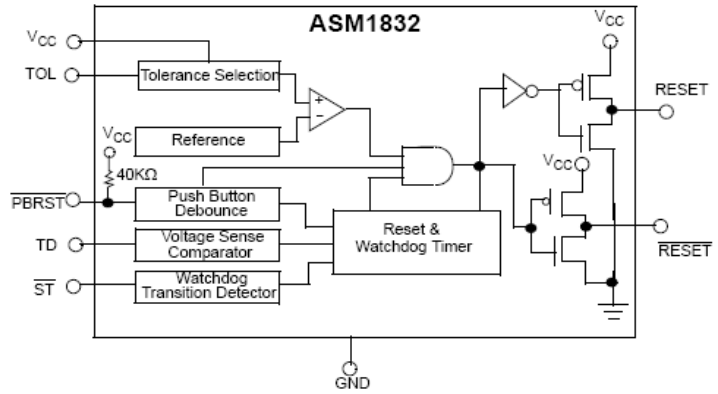 ASM1832
VCC
TOL
Tolerance Selection
+
−
VCC
Reference
40KΩ
PBRST
Push Button
Debounce
TD
Voltage Sense
Comparator
ST
Watchdog
Transition Detector
Reset &
Watchdog Timer
VCC
RESET
VCC
RESET
GND